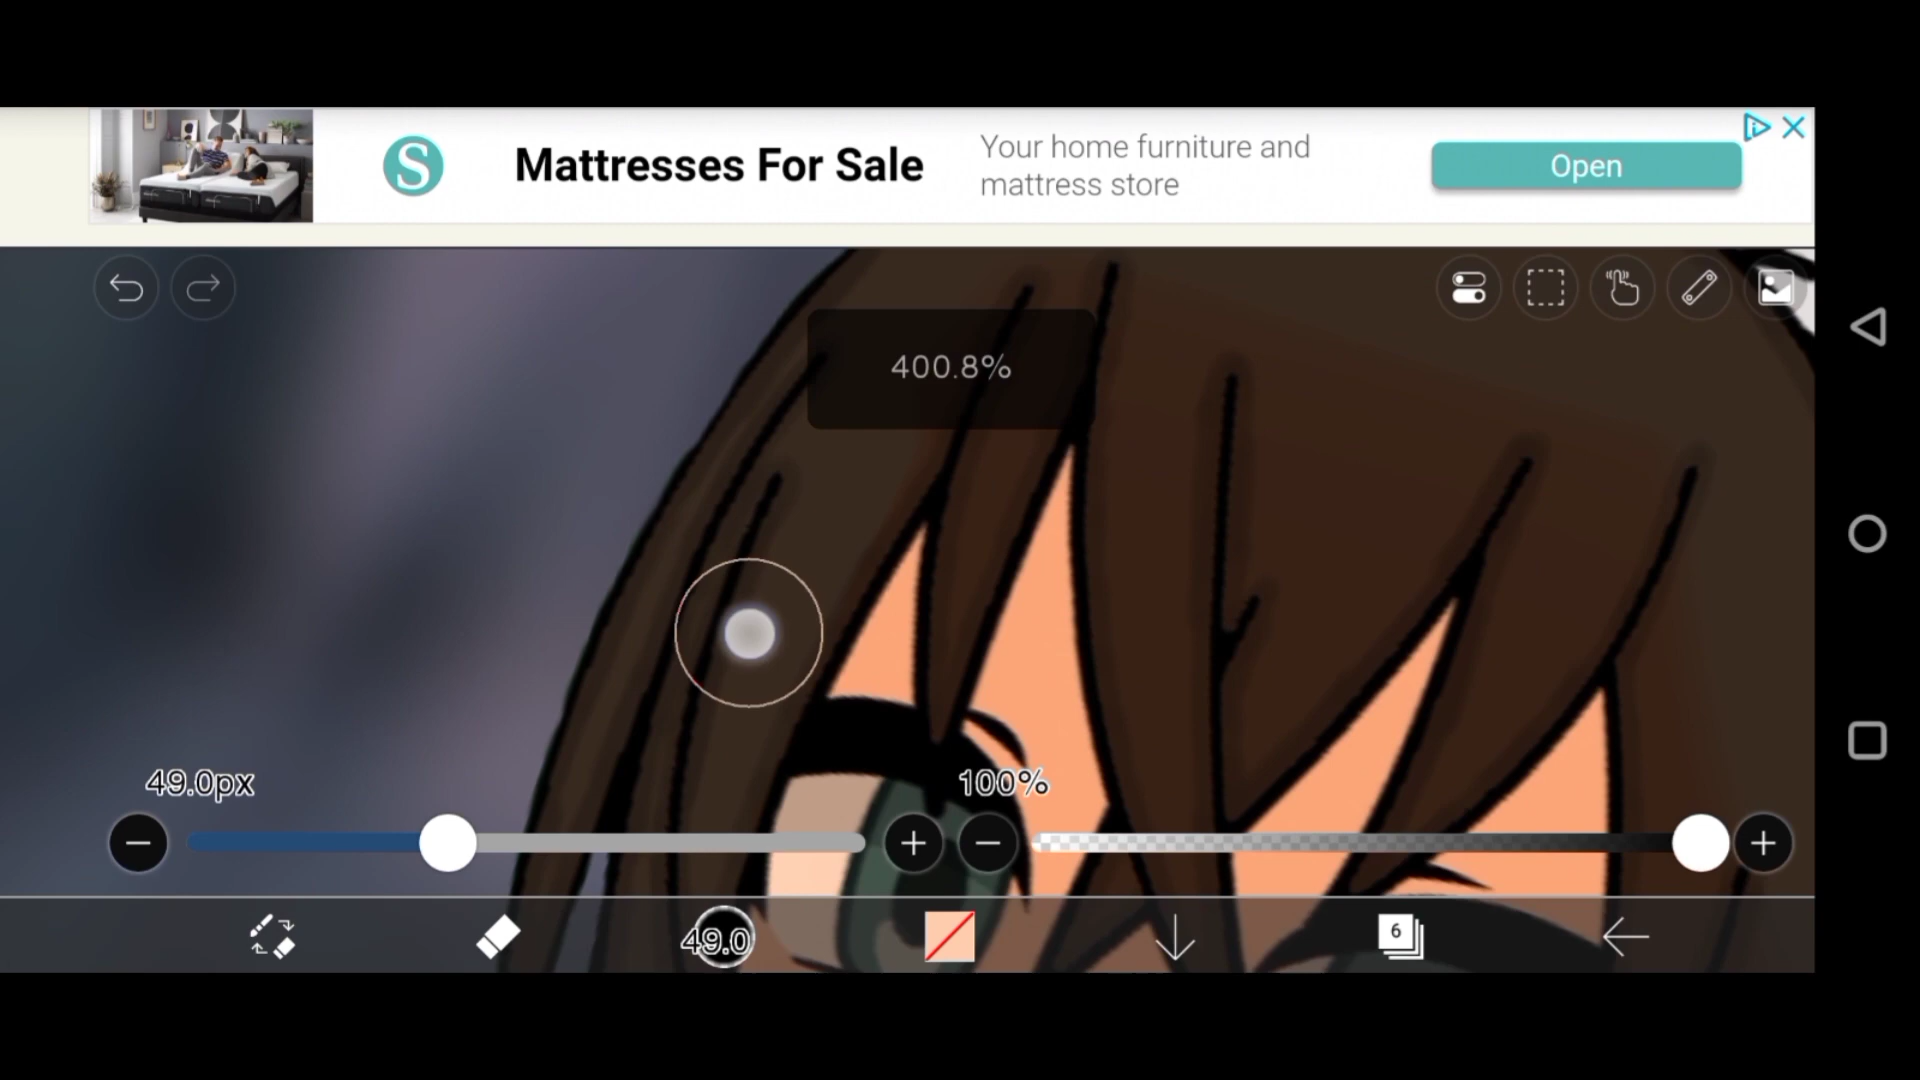 S
Mattresses For Sale
Your home furniture and
mattress store
Open
400.8%
49.0px
100%
49.0
6